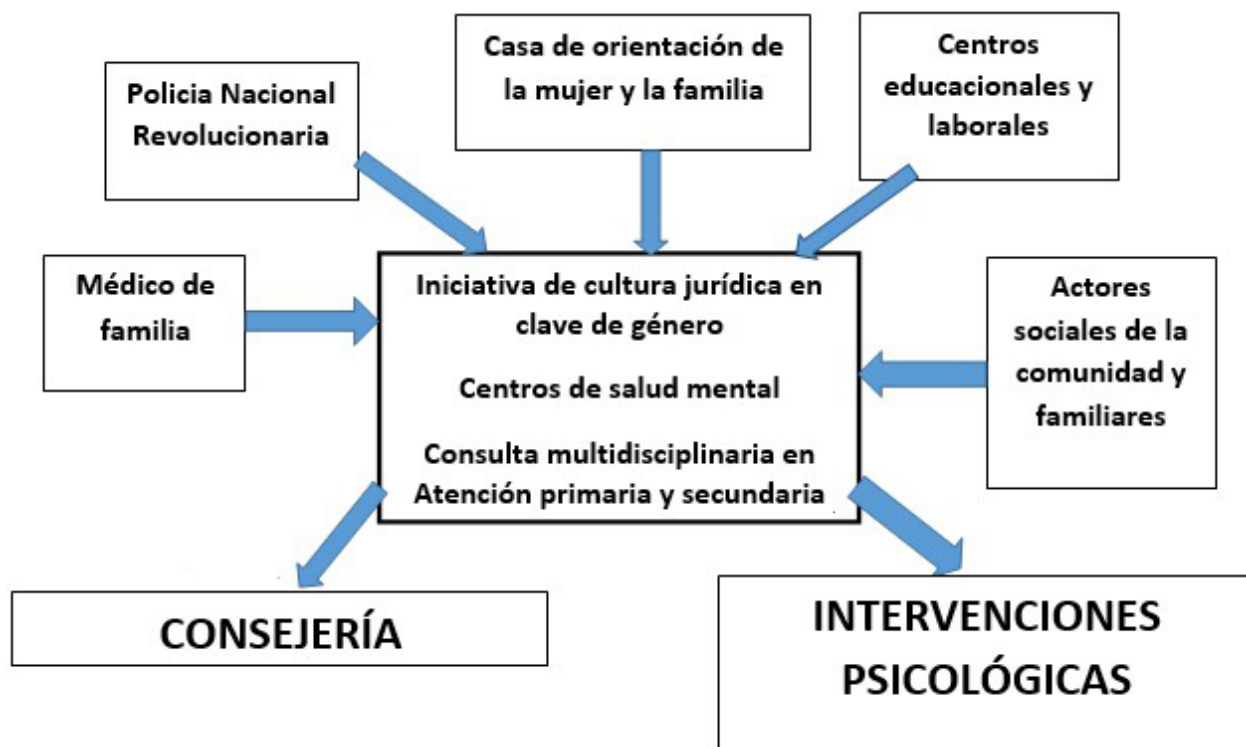 Casa de orientación de
la mujer y la familia
Centros
educacionales y
laborales
Policia Nacional
Revolucionaria
Médico de
familia
Iniciativa de cultura jurídica en
clave de género
Centros de salud mental
Consulta multidisciplinaria en
Atención primaria y secundaria
Actores
sociales de la
comunidad y
familiares
CONSEJERÍA
INTERVENCIONES
PSICOLÓGICAS